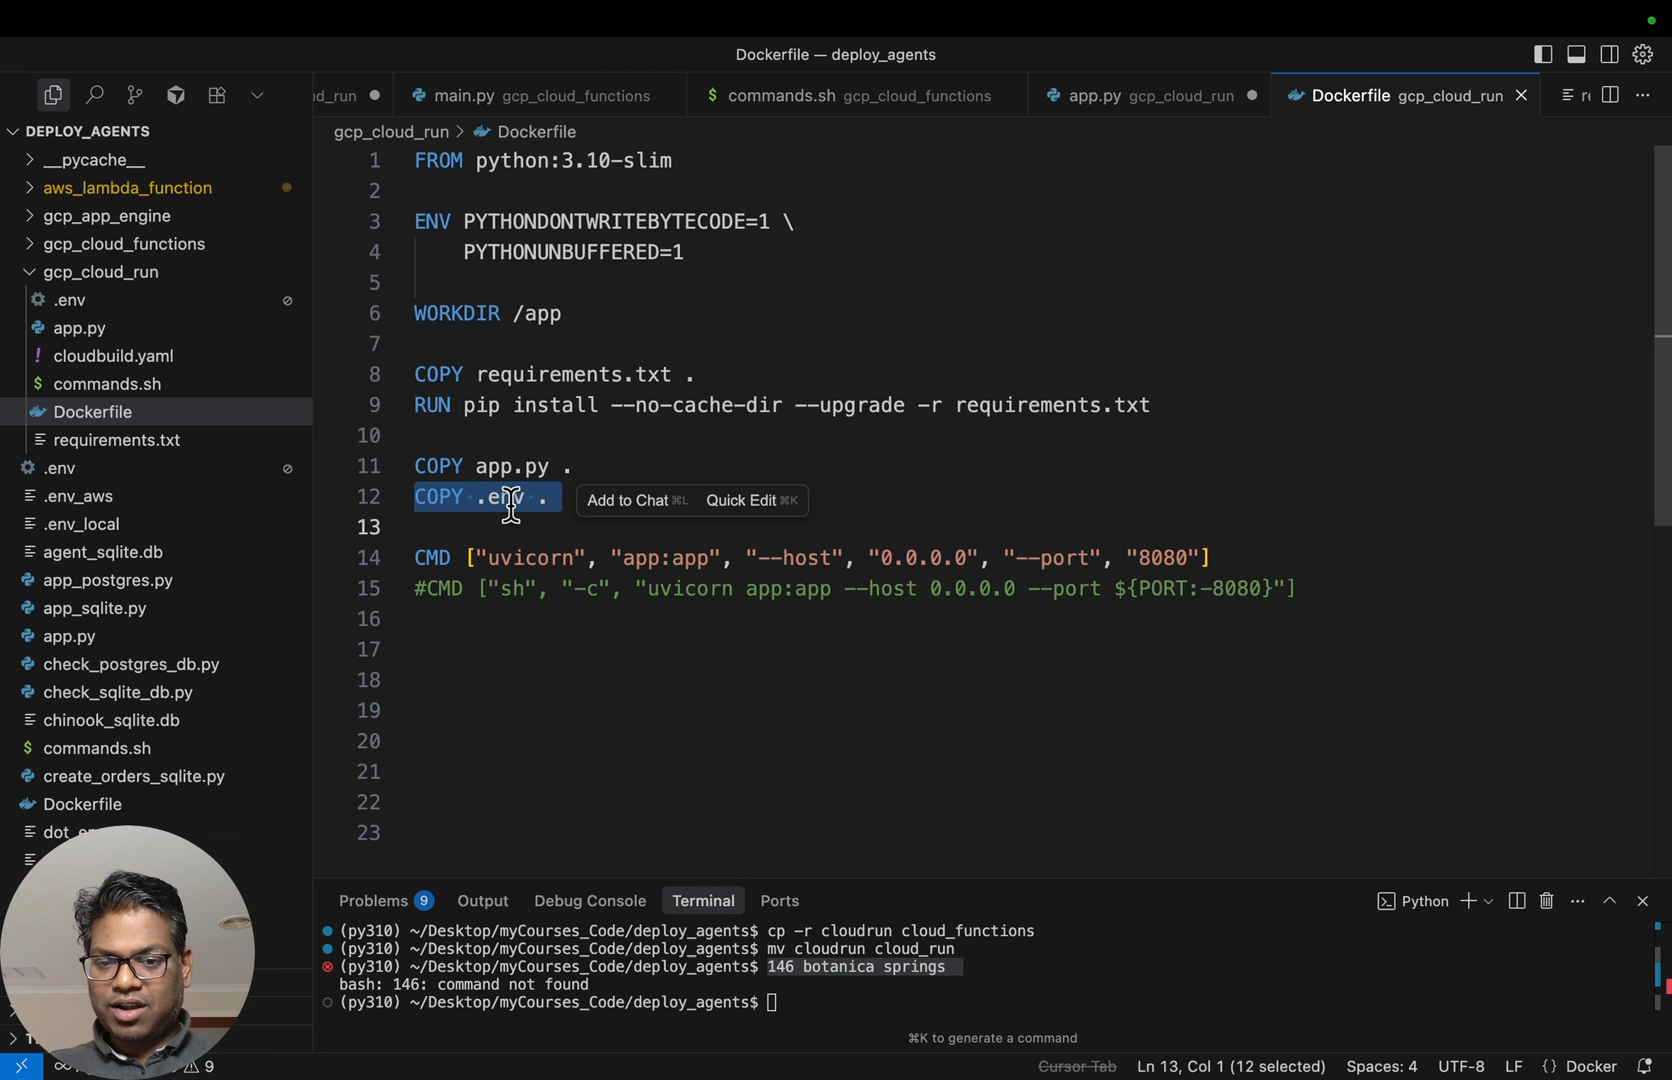 Dockerfile — deploy_agents
ud_run
main.py gcp_cloud_functions
$ commands.sh gcp_cloud_functions
app.py gcp_cloud_run
Dockerfile gcp_cloud_run
DEPLOY_AGENTS
__pycache__
aws_lambda_function
gcp_app_engine
gcp_cloud_functions
gcp_cloud_run
.env
app.py
! cloudbuild.yaml
$ commands.sh
Dockerfile
requirements.txt
.env
.env_aws
.env_local
agent_sqlite.db
app_postgres.py
app_sqlite.py
app.py
check_postgres_db.py
check_sqlite_db.py
chinook_sqlite.db
$ commands.sh
create_orders_sqlite.py
Dockerfile
gcp_cloud_run > Dockerfile
1 FROM python:3.10-slim
2
3 ENV PYTHONDONTWRITEBYTECODE=1 \
4 PYTHONUNBUFFERED=1
5
6 WORKDIR /app
7
8 COPY requirements.txt .
9 RUN pip install --no-cache-dir --upgrade -r requirements.txt
10
11 COPY app.py .
12 COPY .env .
Add to Chat⌘L Quick Edit⌘K
13
14 CMD ["uvicorn", "app:app", "--host", "0.0.0.0", "--port", "8080"]
15 #CMD ["sh", "-c", "uvicorn app:app --host 0.0.0.0 --port ${PORT:-8080}"]
16
17
18
19
20
21
22
23
Problems 9 Output Debug Console Terminal Ports
Python
(py310) ~/Desktop/myCourses_Code/deploy_agents$ cp -r cloudrun cloud_functions
(py310) ~/Desktop/myCourses_Code/deploy_agents$ mv cloudrun cloud_run
(py310) ~/Desktop/myCourses_Code/deploy_agents$ 146 botanica springs
bash: 146: command not found
(py310) ~/Desktop/myCourses_Code/deploy_agents$
⌘K to generate a command
9
Cursor Tab Ln 13, Col 1 (12 selected) Spaces: 4 UTF-8 LF {} Docker